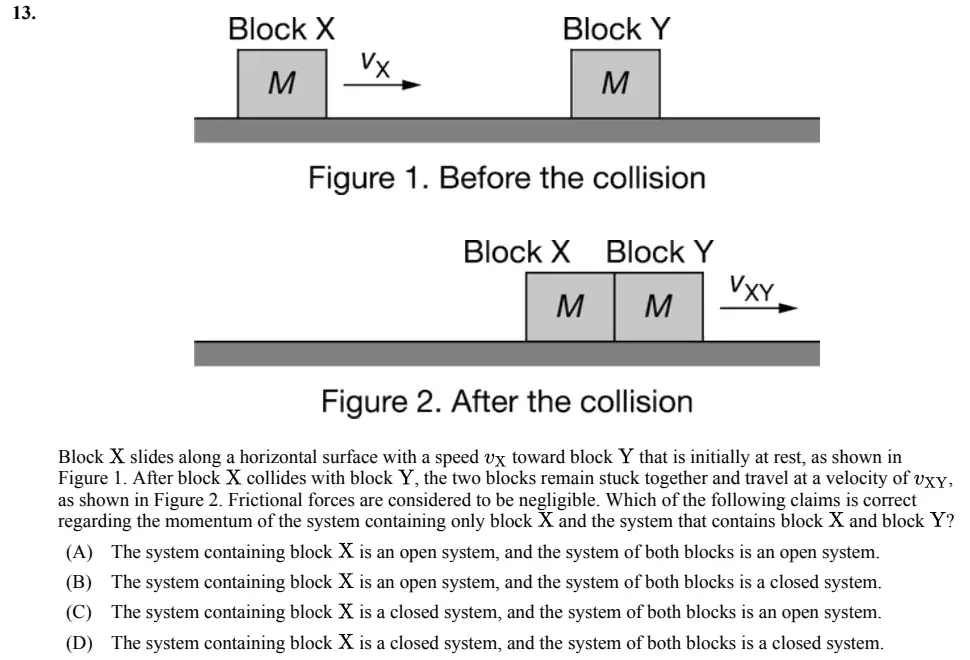 13.
Block X Block Y
M vX M
Figure 1. Before the collision
Block X Block Y
M M vXY
Figure 2. After the collision
Block X slides along a horizontal surface with a speed vX toward block Y that is initially at rest, as shown in
Figure 1. After block X collides with block Y, the two blocks remain stuck together and travel at a velocity of vXY,
as shown in Figure 2. Frictional forces are considered to be negligible. Which of the following claims is correct
regarding the momentum of the system containing only block X and the system that contains block X and block Y?
(A) The system containing block X is an open system, and the system of both blocks is an open system.
(B) The system containing block X is an open system, and the system of both blocks is a closed system.
(C) The system containing block X is a closed system, and the system of both blocks is an open system.
(D) The system containing block X is a closed system, and the system of both blocks is a closed system.